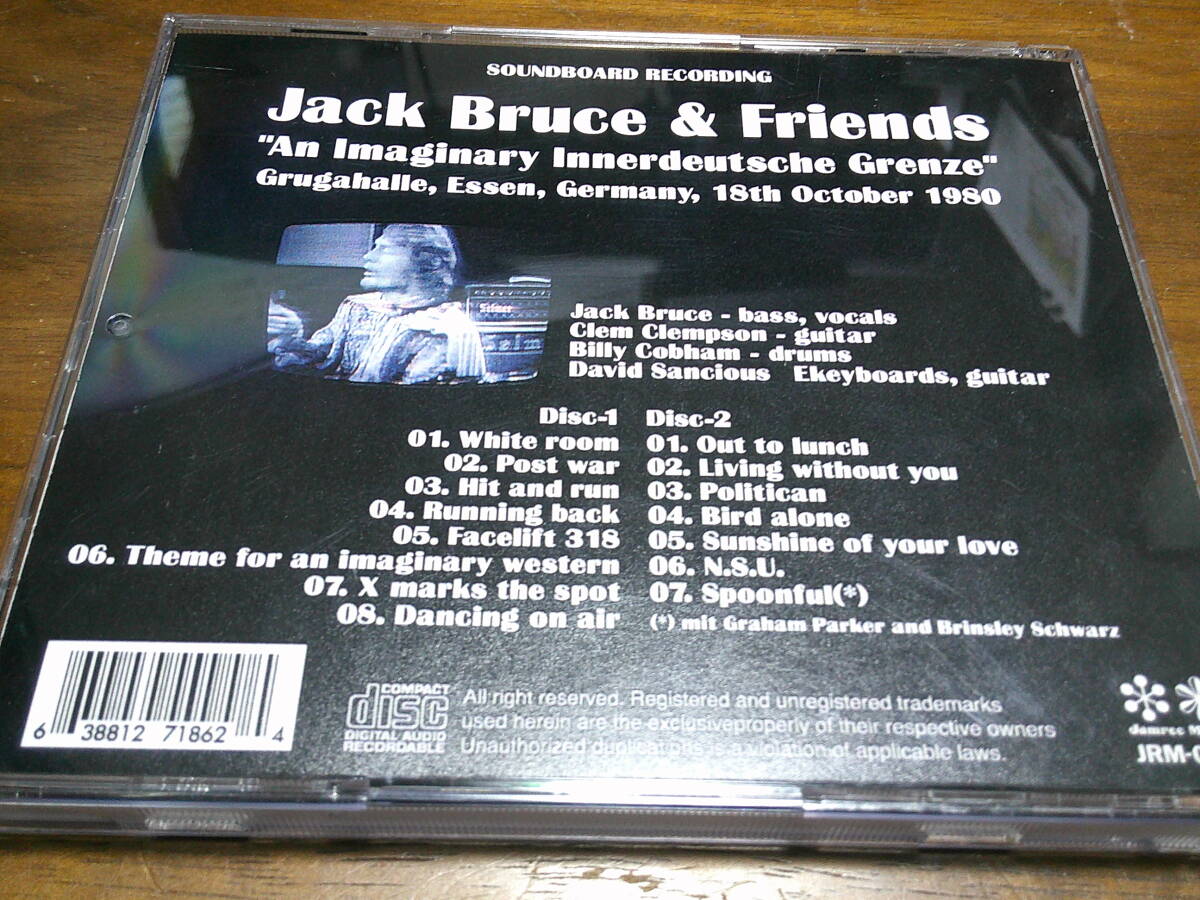 SOUNDBOARD RECORDING
Jack Bruce & Friends
"An Imaginary Innerdeutsche Grenze"
Grugahalle, Essen, Germany, 18th October 1980
Selmer
Selm
Jack Bruce - bass, vocals
Clem Clempson - guitar
Billy Cobham - drums
David Sancious Ekeyboards, guitar
Disc-1
01. White room
02. Post war
03. Hit and run
04. Running back
05. Facelift 318
06. Theme for an imaginary western
07. X marks the spot
08. Dancing on air
Disc-2
01. Out to lunch
02. Living without you
03. Politican
04. Bird alone
05. Sunshine of your love
06. N.S.U.
07. Spoonful(*)
(*) mit Graham Parker and Brinsley Schwarz
6 38812 71862 4
COMPACT
disc
DIGITAL AUDIO
RECORDABLE
All right reserved. Registered and unregistered trademarks
used herein are the exclusiveproperly of their respective owners
Unauthorized duplications is a violation of applicable laws.
JRM-